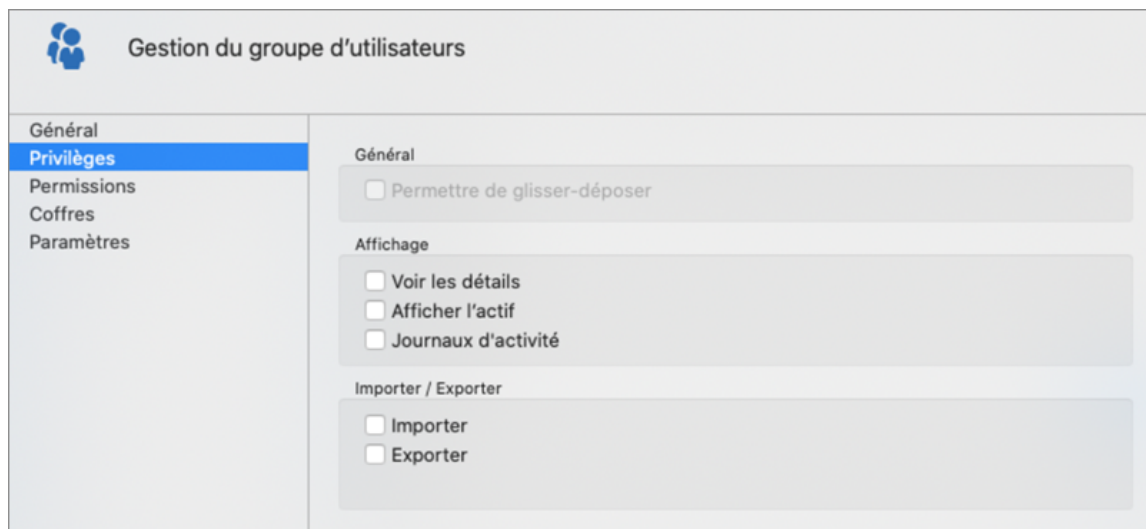 Gestion du groupe d’utilisateurs
Général
Privilèges
Permissions
Coffres
Paramètres
Général
Permettre de glisser-déposer
Affichage
Voir les détails
Afficher l’actif
Journaux d'activité
Importer / Exporter
Importer
Exporter